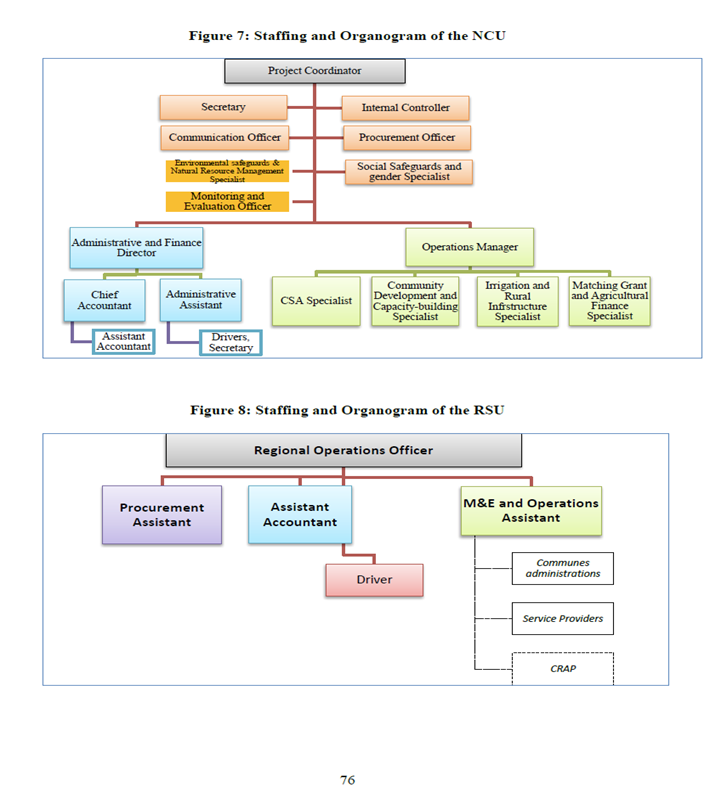 Figure 7: Staffing and Organogram of the NCU
Project Coordinator
Secretary
Internal Controller
Communication Officer
Procurement Officer
Environmental safeguards &
Natural Resource Management
Specialist
Social Safeguards and
gender Specialist
Monitoring and
Evaluation Officer
Administrative and Finance
Director
Operations Manager
Chief
Accountant
Administrative
Assistant
CSA Specialist
Community
Development and
Capacity-building
Specialist
Irrigation and
Rural
Infrstructure
Specialist
Matching Grant
and Agricultural
Finance
Specialist
Assistant
Accountant
Drivers,
Secretary
Figure 8: Staffing and Organogram of the RSU
Regional Operations Officer
Procurement
Assistant
Assistant
Accountant
M&E and Operations
Assistant
Driver
Communes
administrations
Service Providers
CRAP
76